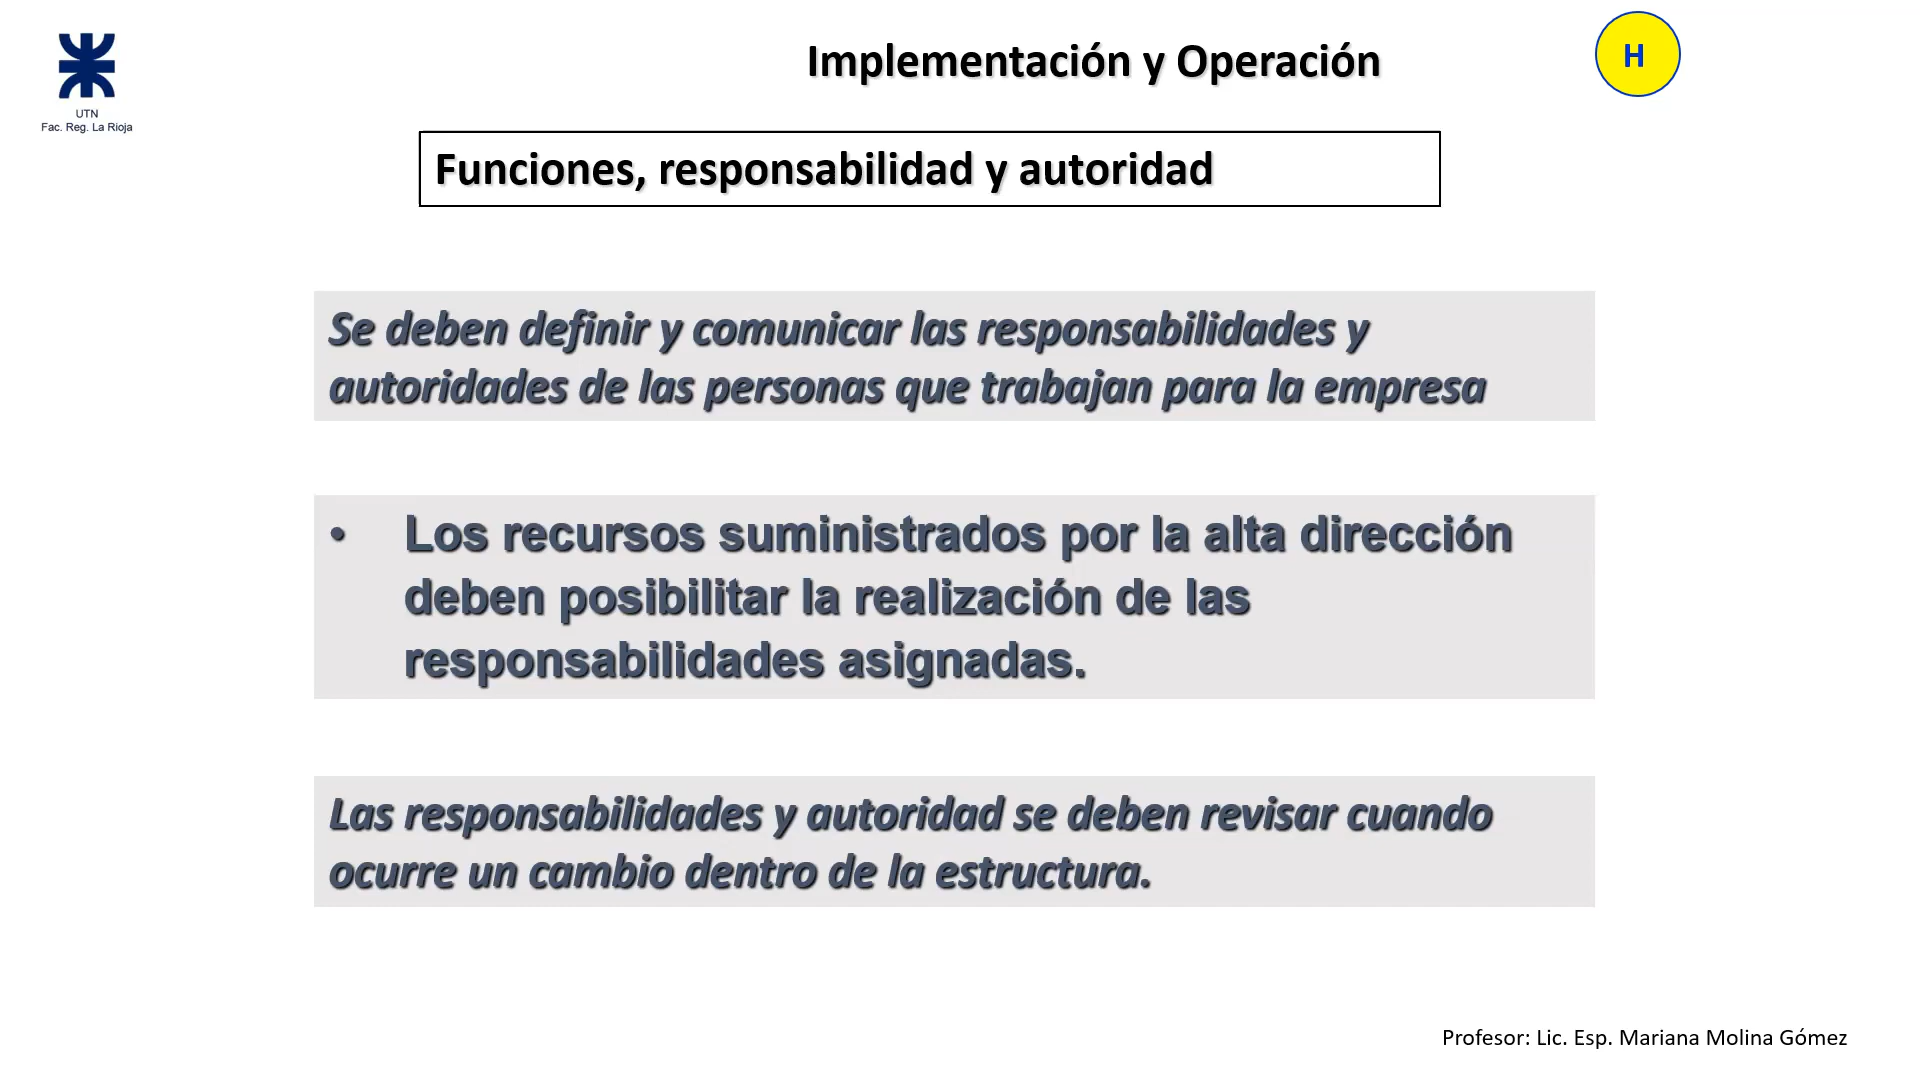 UTN
Fac. Reg. La Rioja
Implementación y Operación
H
Funciones, responsabilidad y autoridad
Se deben definir y comunicar las responsabilidades y
autoridades de las personas que trabajan para la empresa
• Los recursos suministrados por la alta dirección
deben posibilitar la realización de las
responsabilidades asignadas.
Las responsabilidades y autoridad se deben revisar cuando
ocurre un cambio dentro de la estructura.
Profesor: Lic. Esp. Mariana Molina Gómez